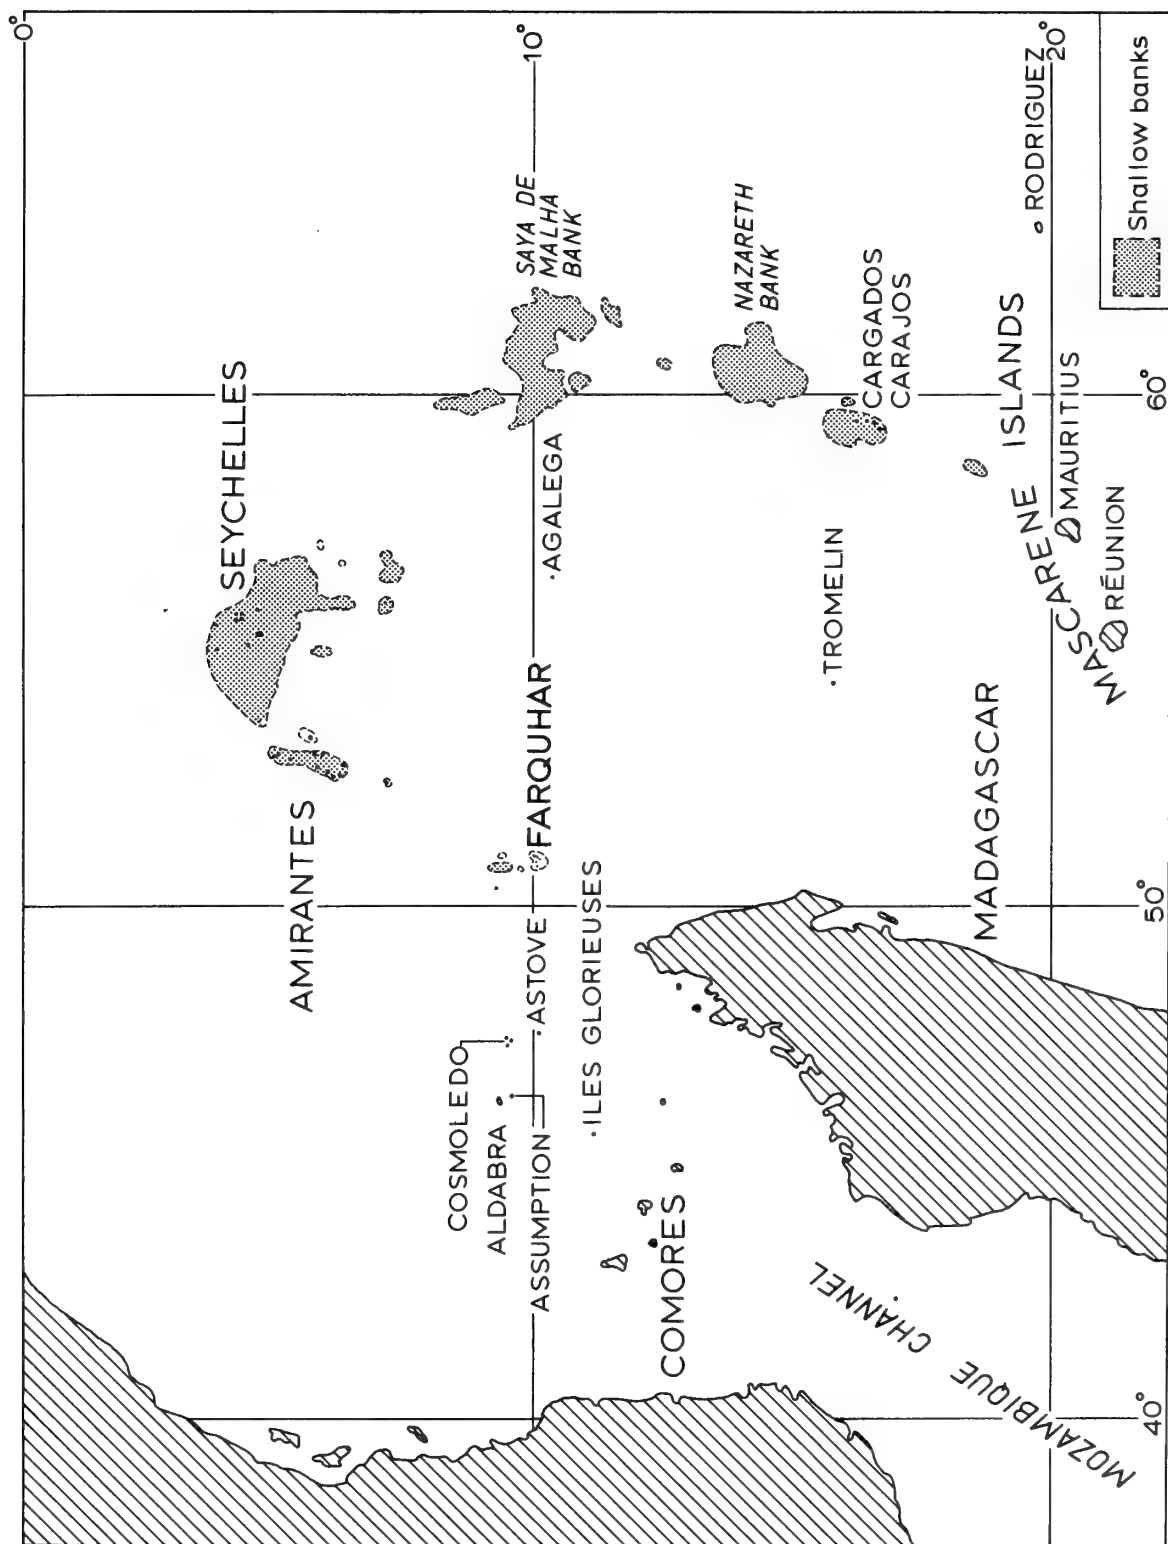 0°
SEYCHELLES
AMIRANTES
SAYA DE
MALHA
BANK
10°
AGALEGA
FARQUHAR
COSMOLEDO
ALDABRA
ASSUMPTION
ASTOVE
ILES GLORIEUSES
COMORES
NAZARETH
BANK
CARGADOS
CARAJOS
TROMELIN
MADAGASCAR
MOZAMBIQUE CHANNEL
MASCARENE ISLANDS
MAURITIUS
RÉUNION
RODRIGUEZ
20°
40°
50°
60°
Shallow banks